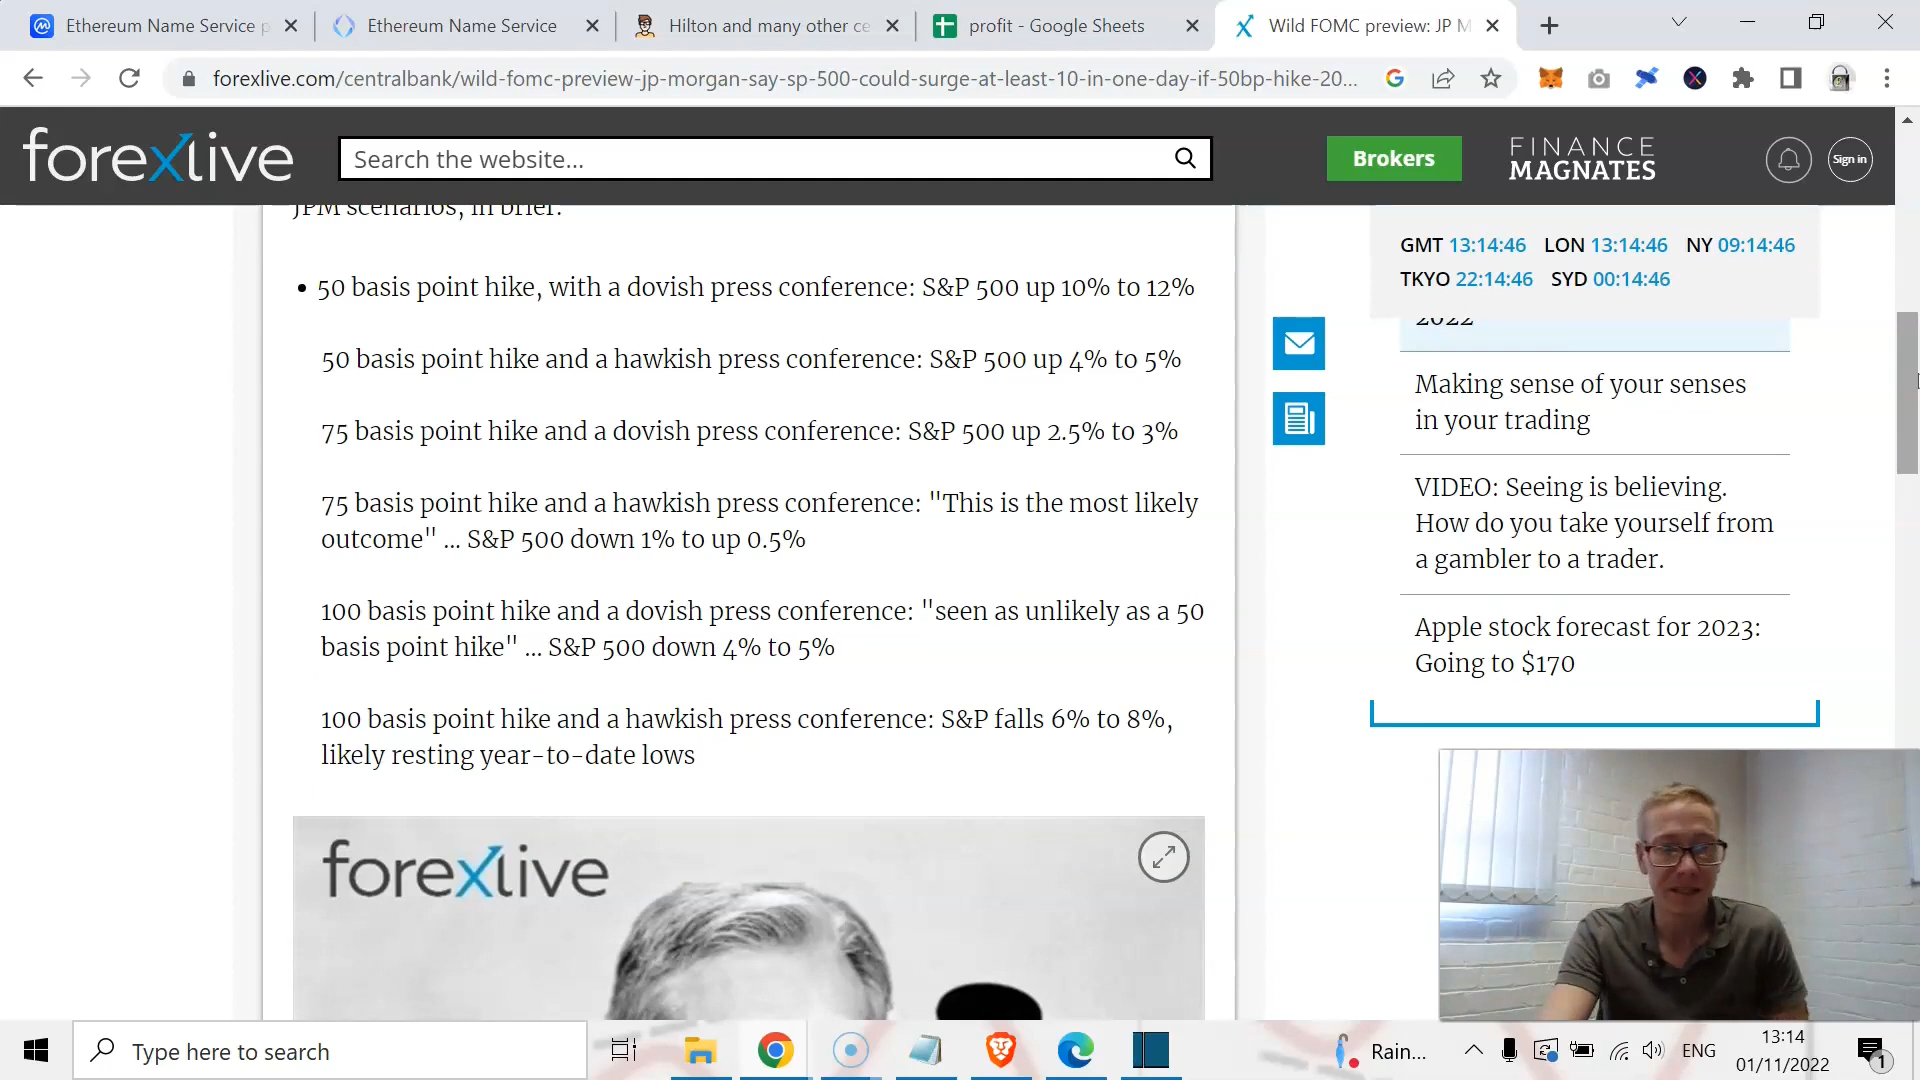 Ethereum Name Service p
Ethereum Name Service
Hilton and many other ce
profit - Google Sheets
Wild FOMC preview: JP M
forexlive.com/centralbank/wild-fomc-preview-jp-morgan-say-sp-500-could-surge-at-least-10-in-one-day-if-50bp-hike-20...
forexlive
Search the website...
Brokers
FINANCE
MAGNATES
Sign in
JPM scenarios, in brief:
• 50 basis point hike, with a dovish press conference: S&P 500 up 10% to 12%
50 basis point hike and a hawkish press conference: S&P 500 up 4% to 5%
75 basis point hike and a dovish press conference: S&P 500 up 2.5% to 3%
75 basis point hike and a hawkish press conference: "This is the most likely
outcome" ... S&P 500 down 1% to up 0.5%
100 basis point hike and a dovish press conference: "seen as unlikely as a 50
basis point hike" ... S&P 500 down 4% to 5%
100 basis point hike and a hawkish press conference: S&P falls 6% to 8%,
likely resting year-to-date lows
forexlive
GMT 13:14:46 LON 13:14:46 NY 09:14:46
TKYO 22:14:46 SYD 00:14:46
2022
Making sense of your senses
in your trading
VIDEO: Seeing is believing.
How do you take yourself from
a gambler to a trader.
Apple stock forecast for 2023:
Going to $170
Type here to search
Rain...
ENG
13:14
01/11/2022
1